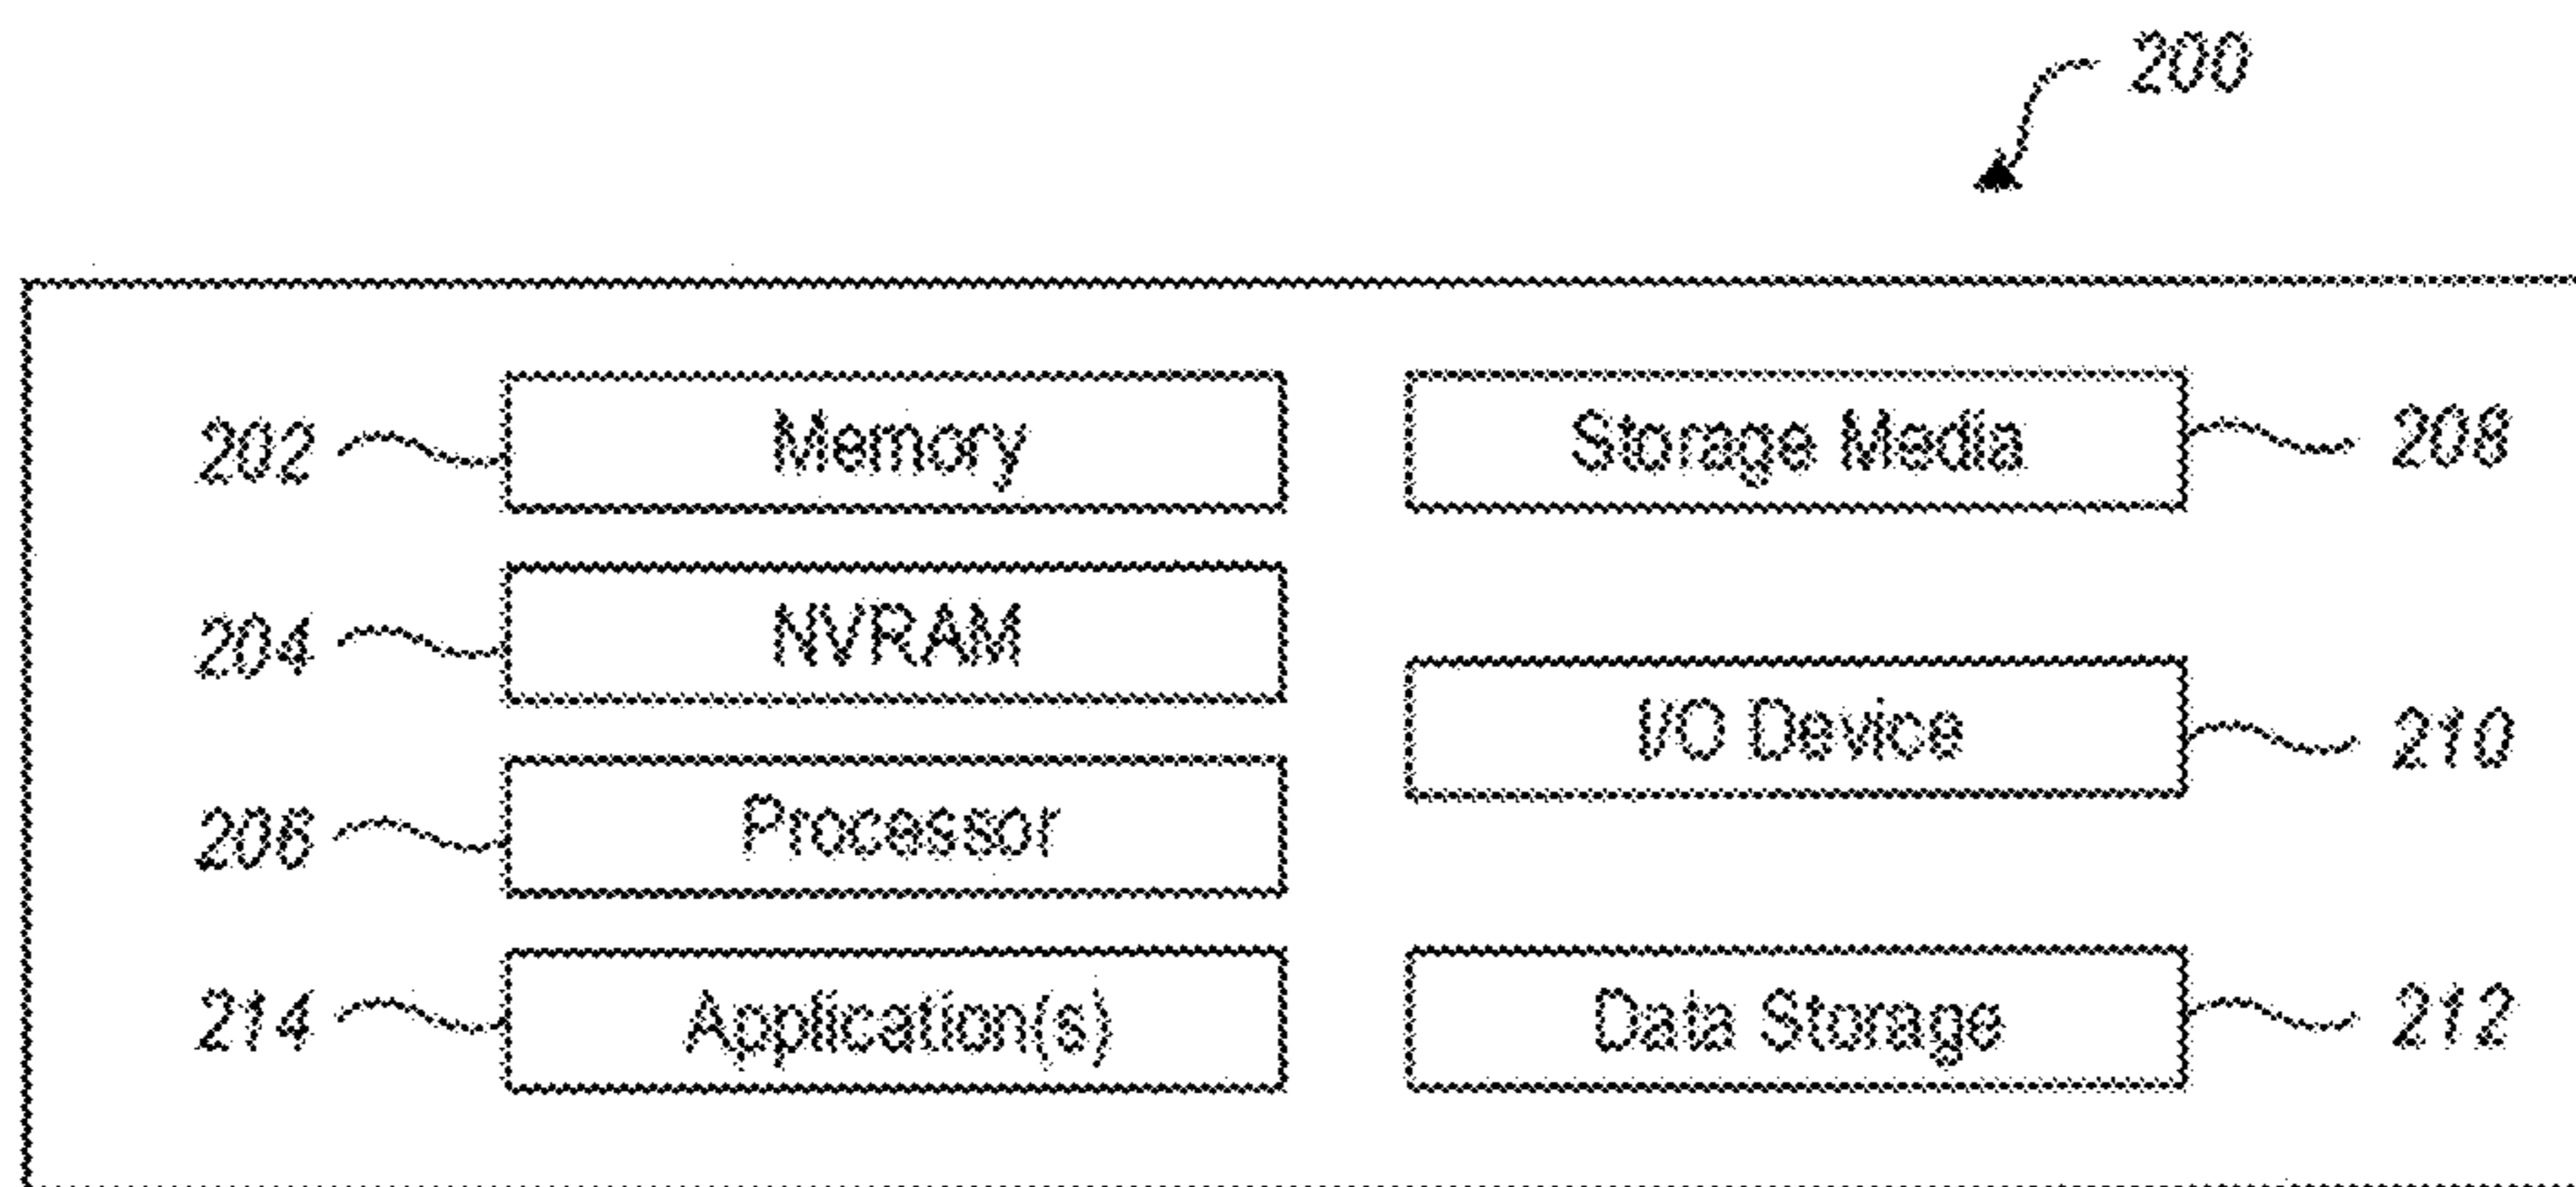 200
202 Memory Storage Media 208
204 NVRAM
I/O Device 210
206 Processor
214 Application(s) Data Storage 212